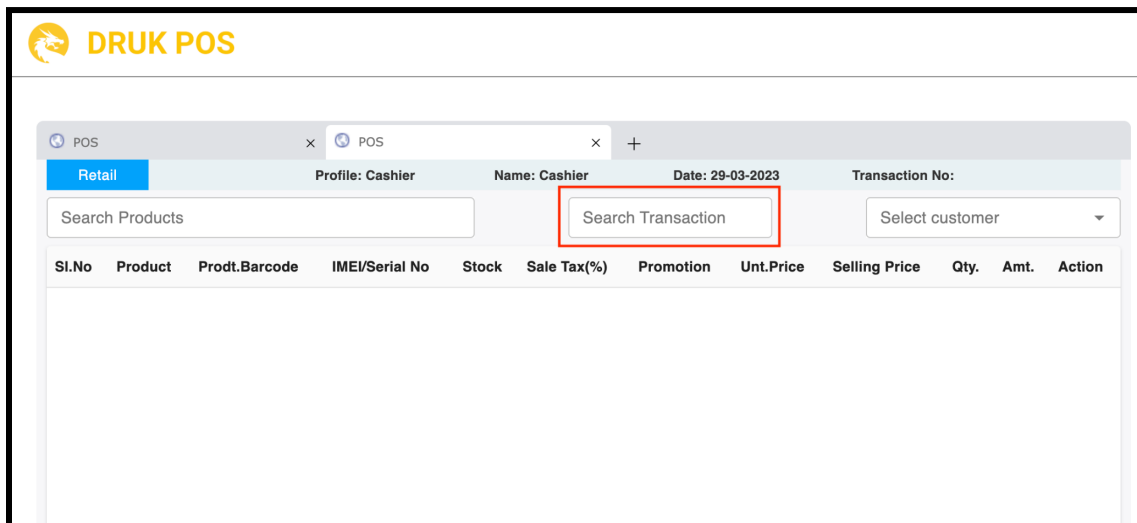 DRUK POS
POS × POS × +
Retail Profile: Cashier Name: Cashier Date: 29-03-2023 Transaction No:
Search Products Search Transaction Select customer
Sl.No Product Prodt.Barcode IMEI/Serial No Stock Sale Tax(%) Promotion Unt.Price Selling Price Qty. Amt. Action